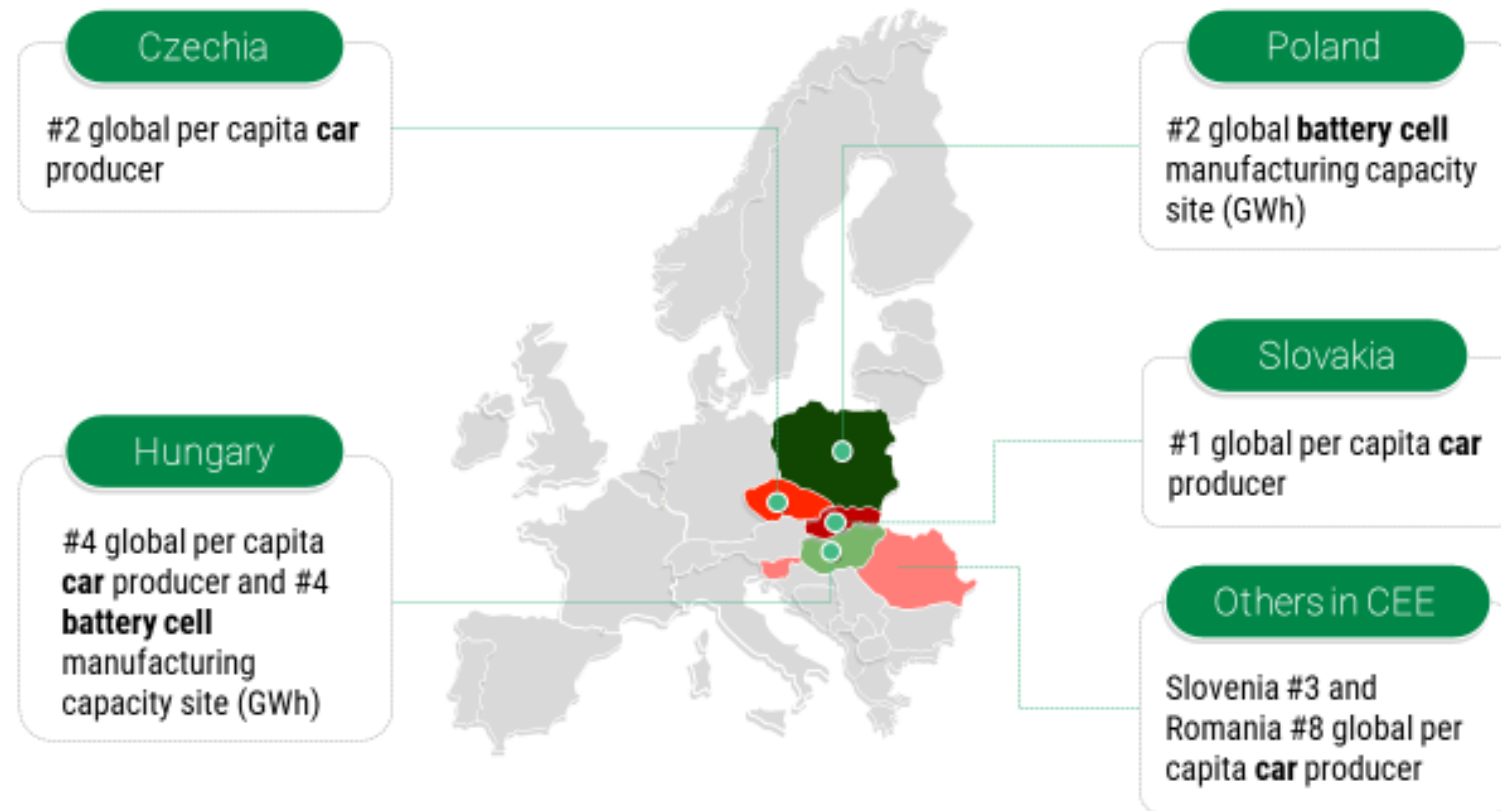 Czechia
#2 global per capita car
producer
Poland
#2 global battery cell
manufacturing capacity
site (GWh)
Hungary
#4 global per capita
car producer and #4
battery cell
manufacturing
capacity site (GWh)
Slovakia
#1 global per capita car
producer
Others in CEE
Slovenia #3 and
Romania #8 global per
capita car producer